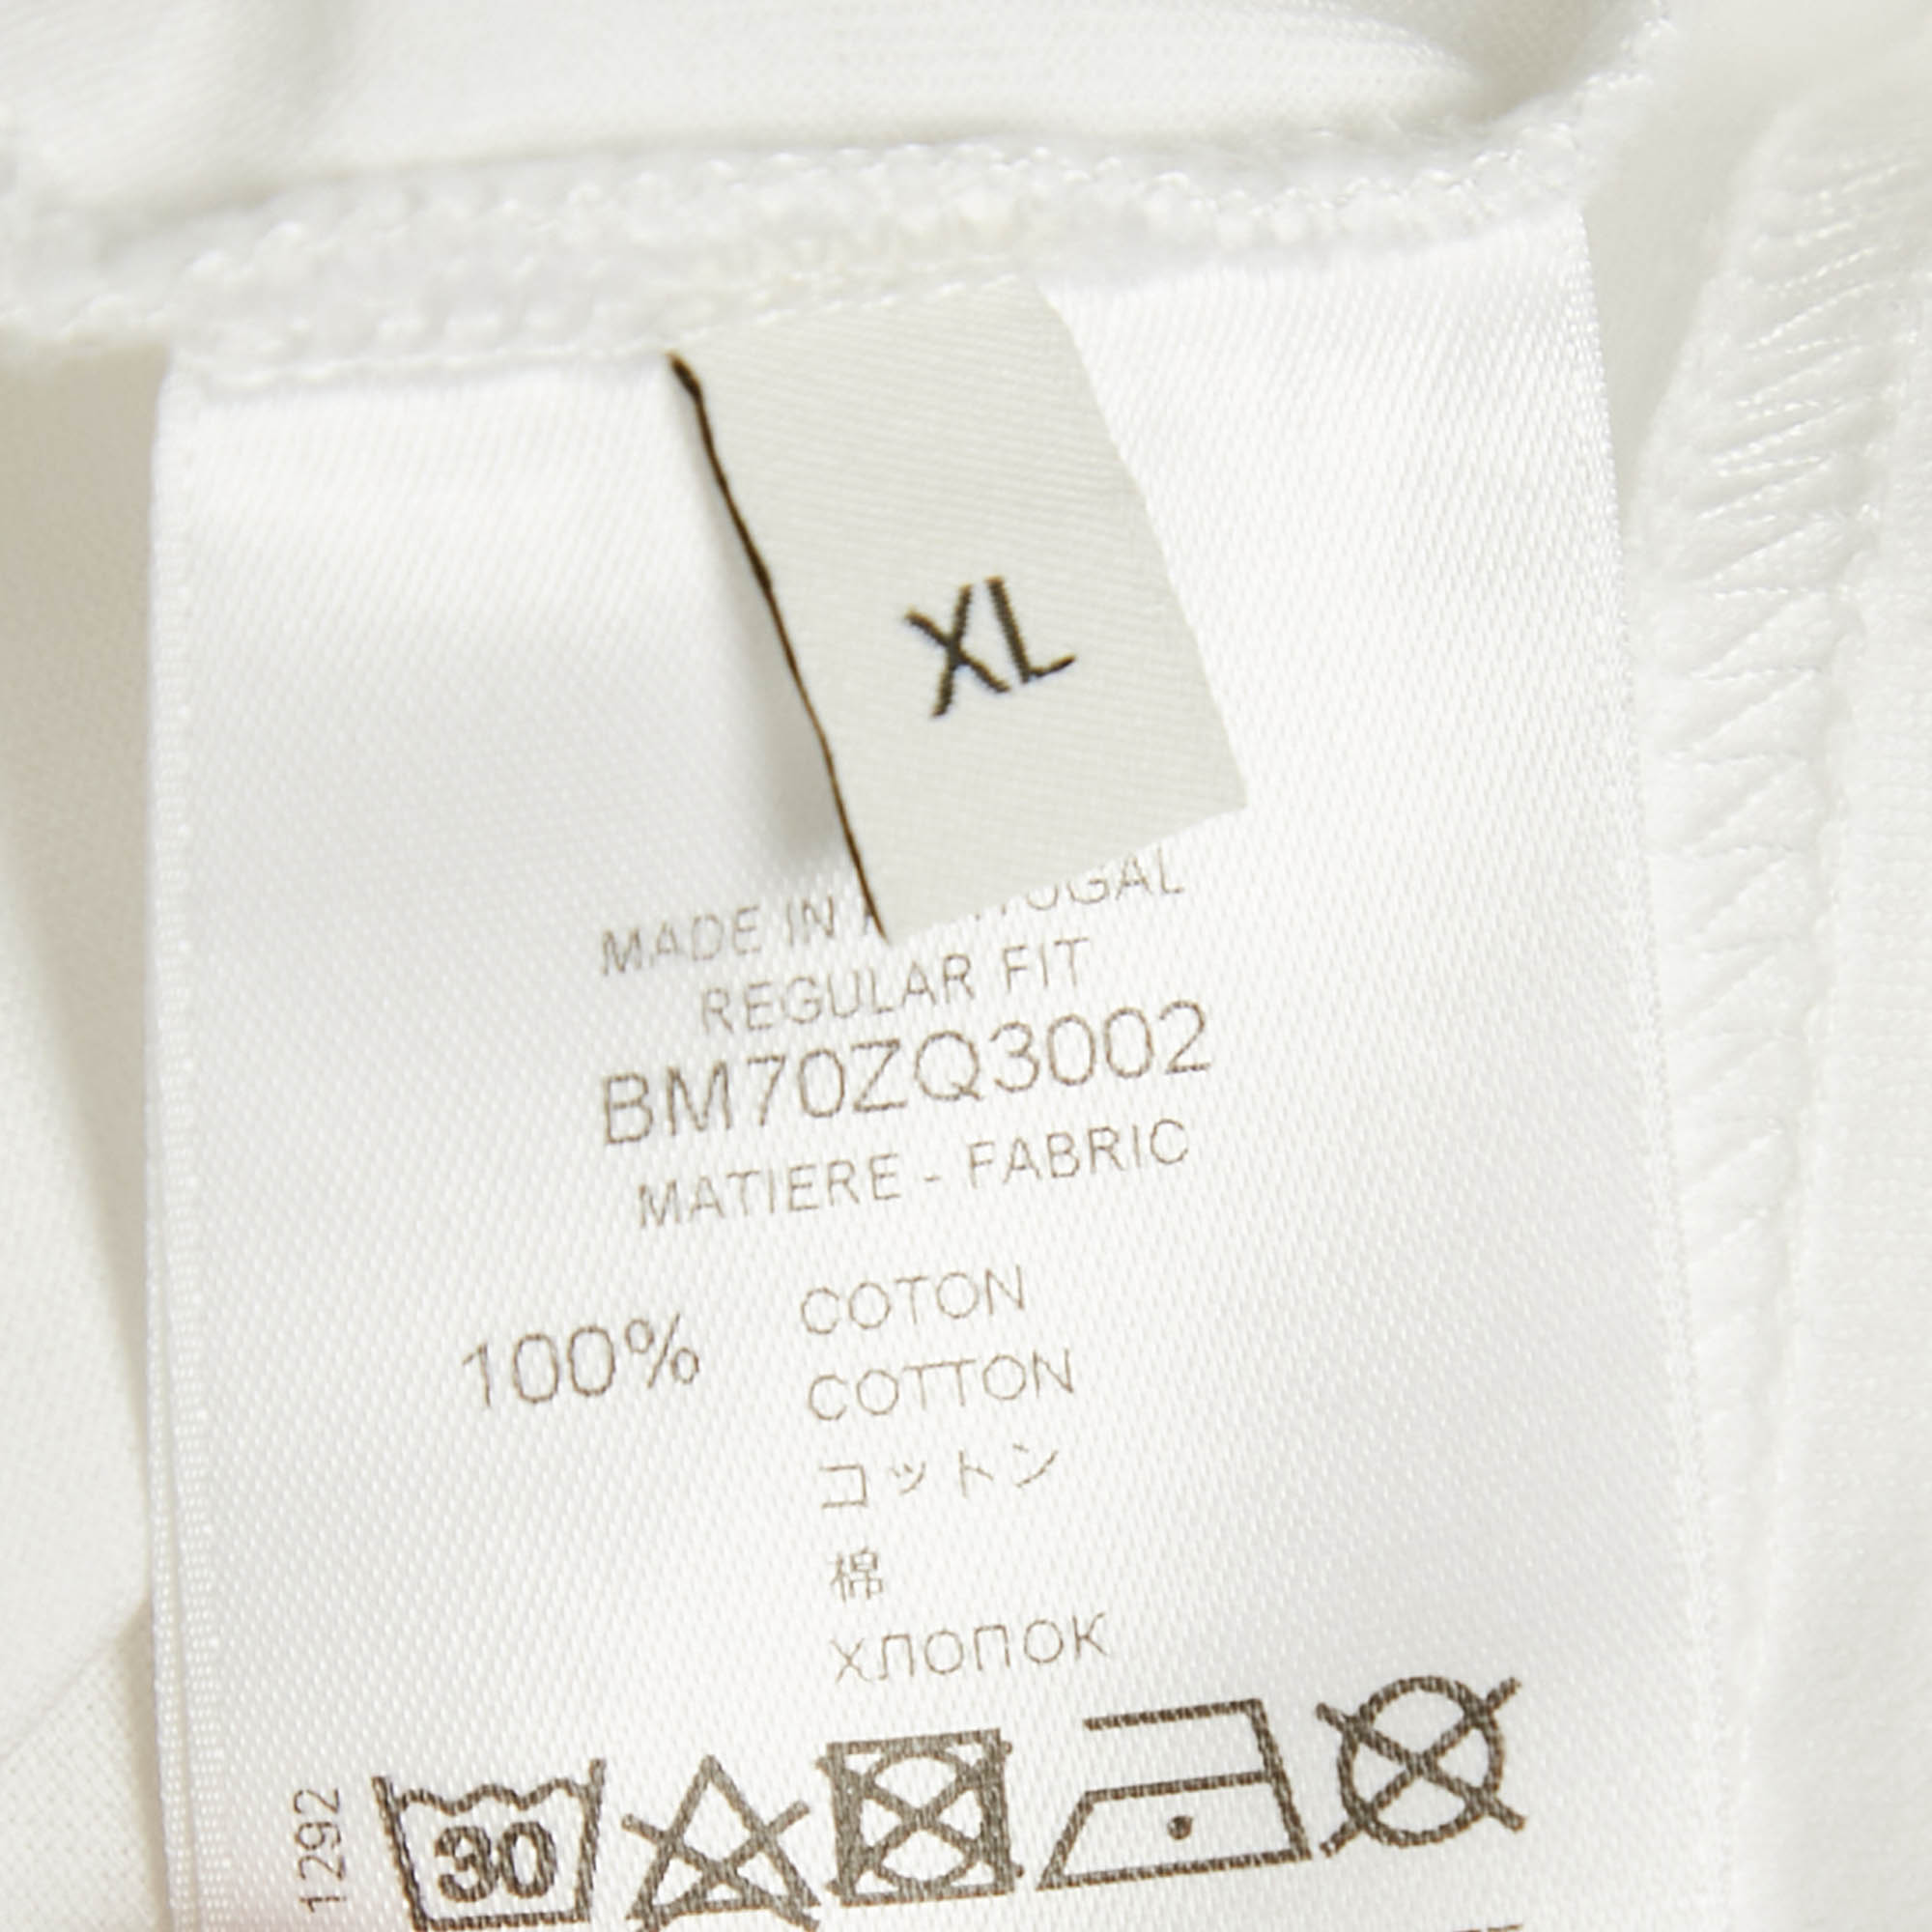 XL
MADE IN
REGULAR FIT
BM70ZQ3002
MATIERE - FABRIC
100%
COTON
COTTON
コットン
棉
ХЛОПОК
1292
30